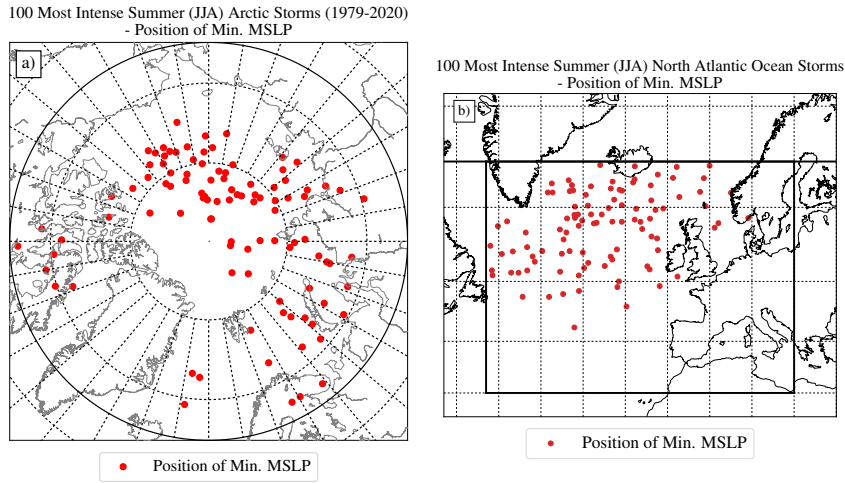 100 Most Intense Summer (JJA) Arctic Storms (1979-2020)
- Position of Min. MSLP
a)
Position of Min. MSLP
100 Most Intense Summer (JJA) North Atlantic Ocean Storms
- Position of Min. MSLP
b)
Position of Min. MSLP